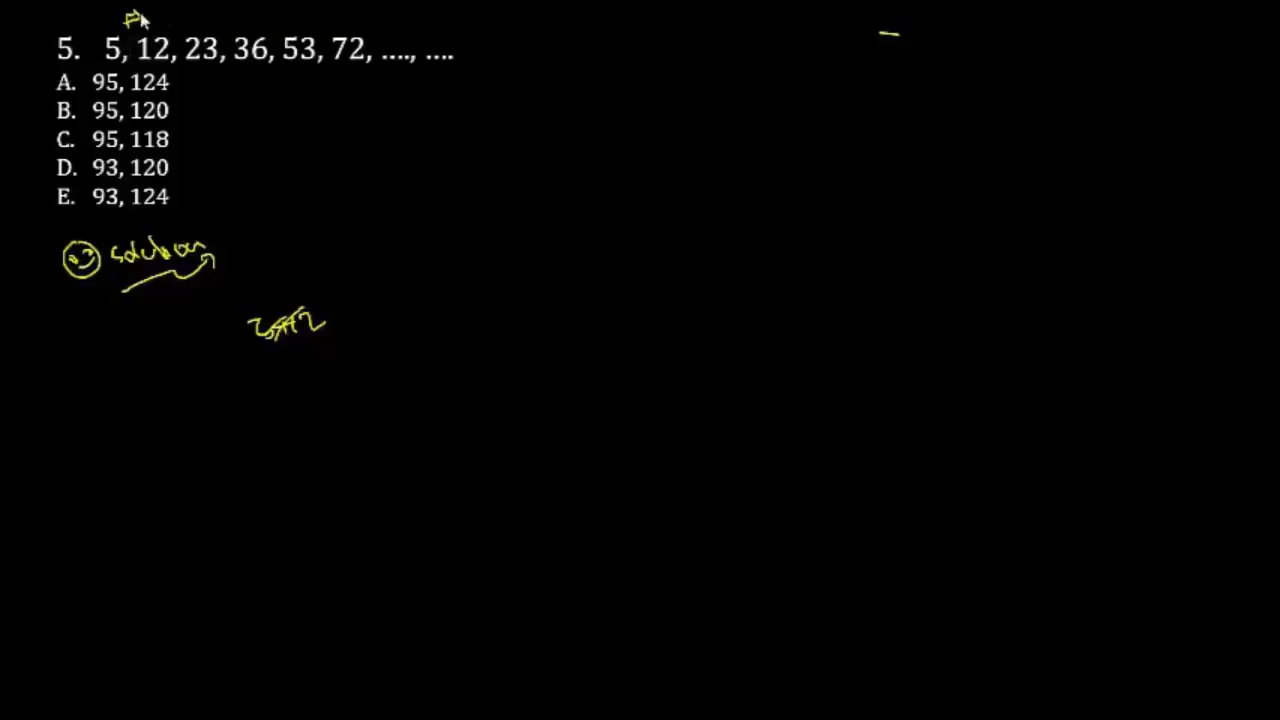 5. 5, 12, 23, 36, 53, 72, ...., ....
A. 95, 124
B. 95, 120
C. 95, 118
D. 93, 120
E. 93, 124
solution